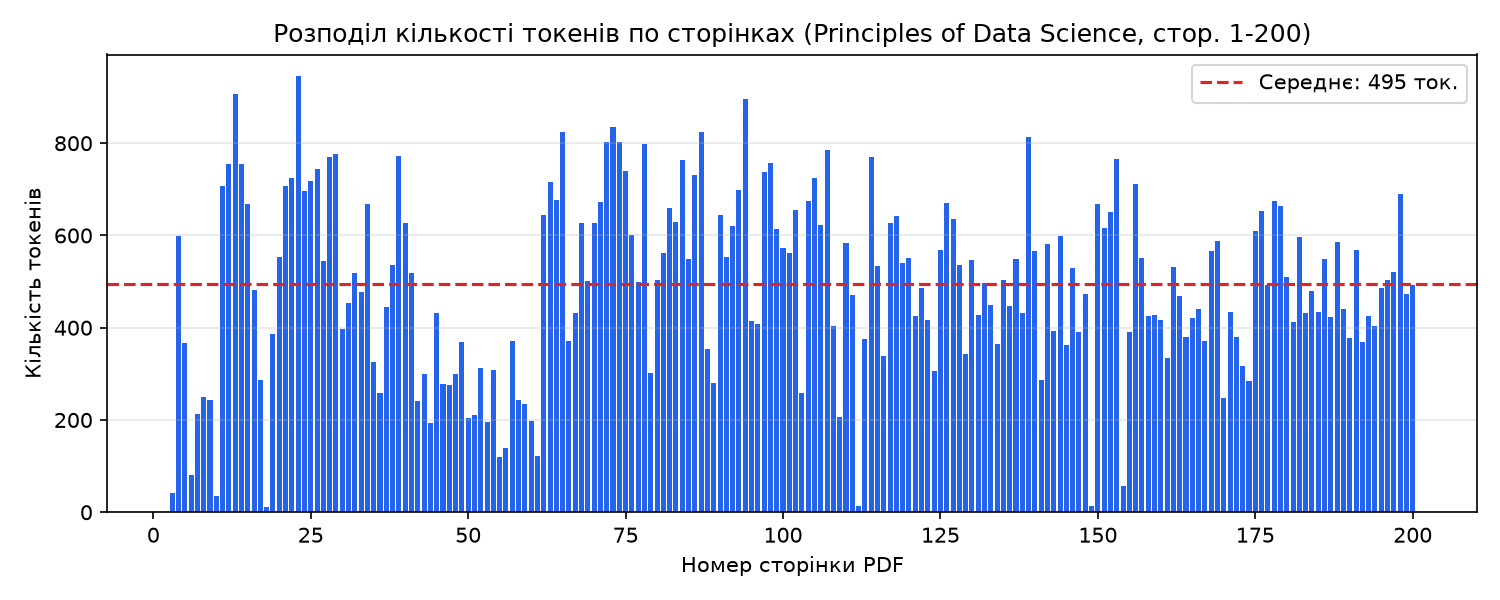 Розподіл кількості токенів по сторінках (Principles of Data Science, стор. 1-200)
Середнє: 495 ток.
Кількість токенів
800
600
400
200
0
0 25 50 75 100 125 150 175 200
Номер сторінки PDF